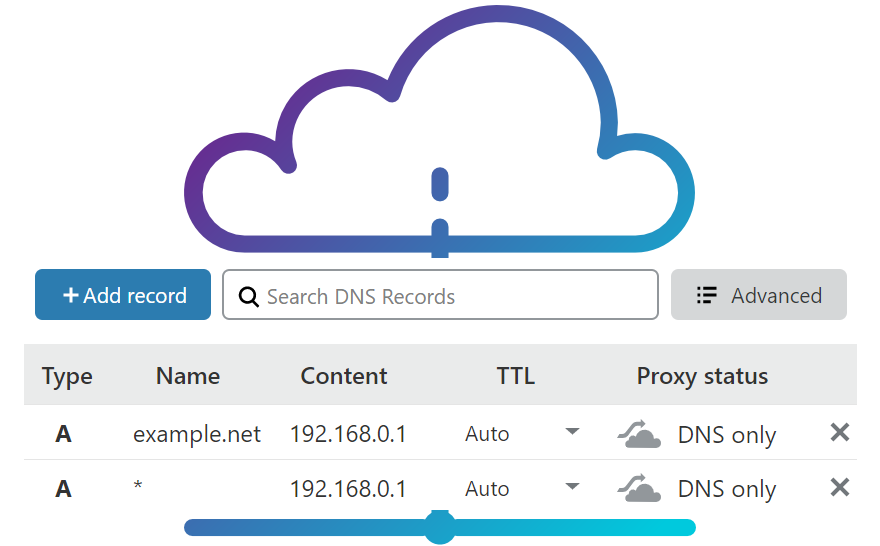 + Add record Search DNS Records Advanced
Type Name Content TTL Proxy status
A example.net 192.168.0.1 Auto DNS only
A * 192.168.0.1 Auto DNS only